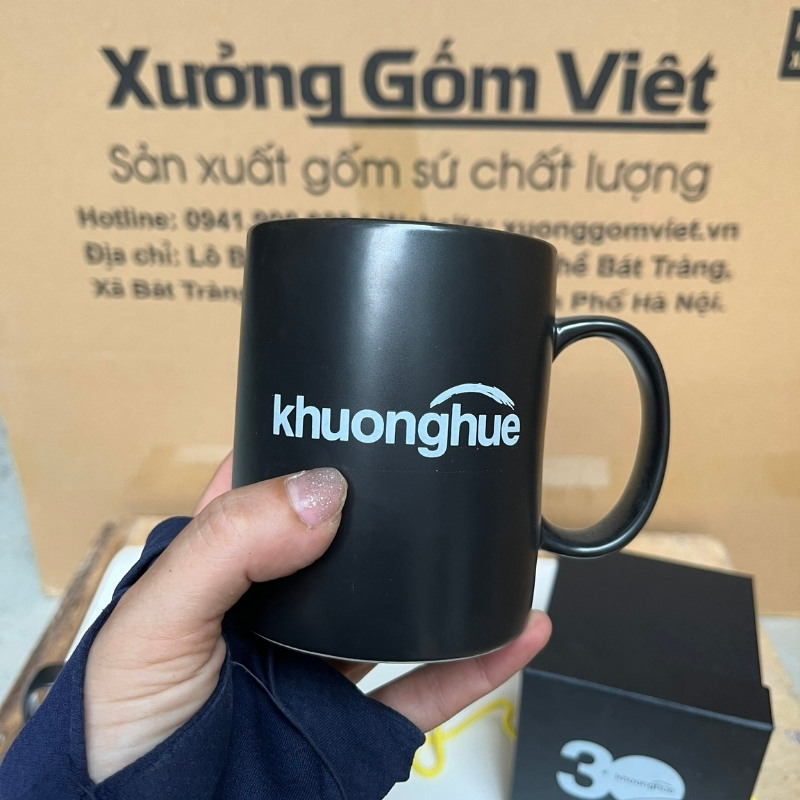 Xưởng Gốm Việt
Sản xuất gốm sứ chất lượng
Hotline: 0941 xuonggomviet.vn
Địa chỉ: Lô Bát Tràng,
Xã Bát Tràng Phố Hà Nội.
khuonghue
30
khuonghue